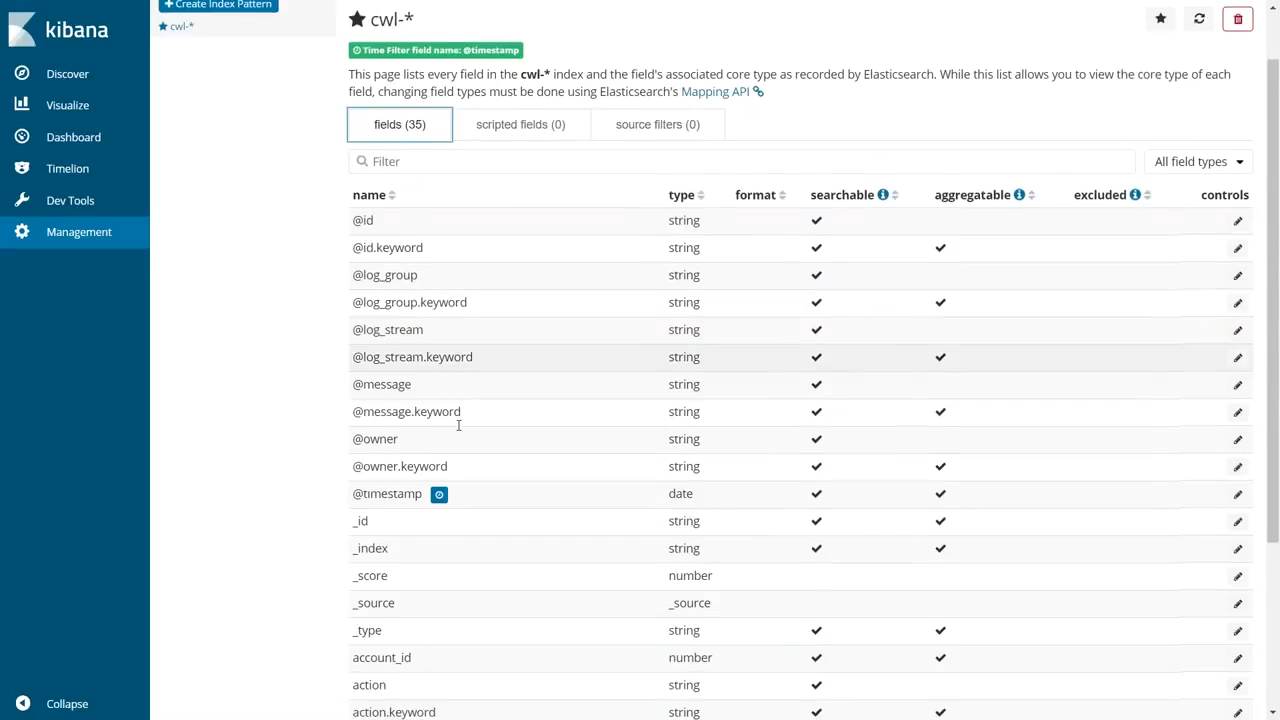 kibana
Discover
Visualize
Dashboard
Timelion
Dev Tools
Management
Collapse
Create Index Pattern
cwl-*
cwl-*
Time Filter field name: @timestamp
This page lists every field in the cwl-* index and the field's associated core type as recorded by Elasticsearch. While this list allows you to view the core type of each
field, changing field types must be done using Elasticsearch's Mapping API
fields (35) scripted fields (0) source filters (0)
Filter All field types
name type format searchable aggregatable excluded controls
@id string
@id.keyword string
@log_group string
@log_group.keyword string
@log_stream string
@log_stream.keyword string
@message string
@message.keyword string
@owner string
@owner.keyword string
@timestamp date
_id string
_index string
_score number
_source _source
_type string
account_id number
action string
action.keyword string